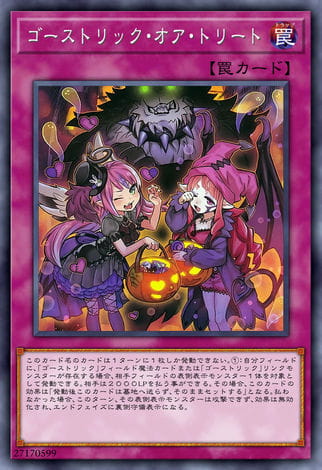 ゴーストリック・オア・トリート
罠
トラップ
【罠カード】
このカード名のカードは１ターンに１枚しか発動できない。①：自分フィールド
に、「ゴーストリック」フィールド魔法カードまたは「ゴーストリック」リンクモ
ンスターが存在する場合、相手フィールドの表側表示モンスター１体を対象と
して発動できる。相手は２０００LPを払う事ができる。その場合、このカードの
効果は「発動後このカードは墓地へ送らず、そのままセットする」となる。払わ
なかった場合、このターン、その表側表示モンスターは攻撃できず、効果は無効
化され、エンドフェイズに裏側守備表示になる。
27170599